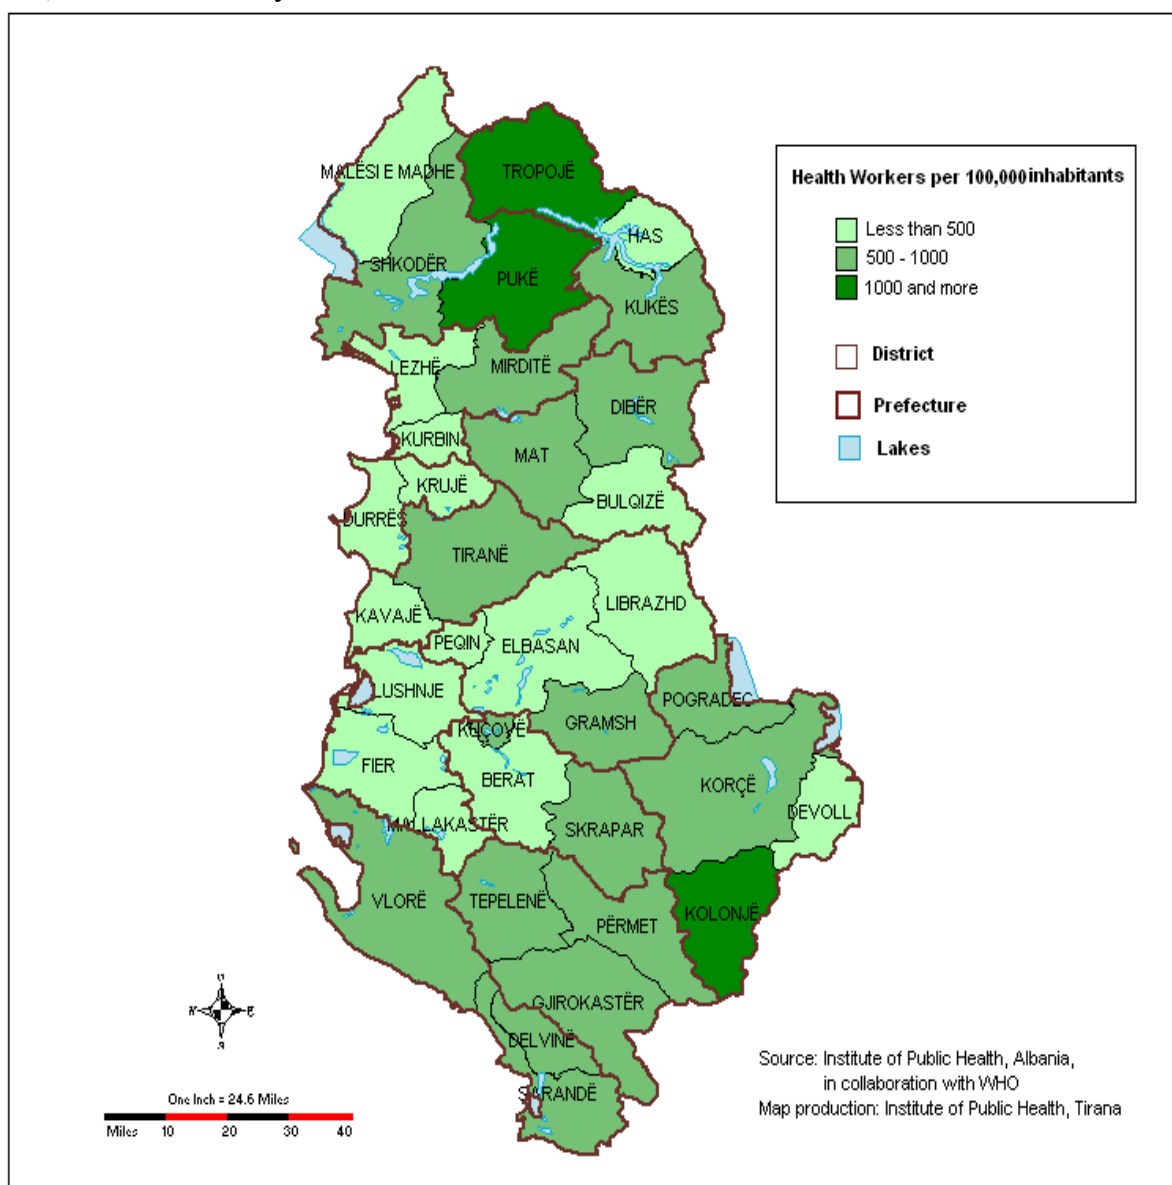 MALËSI E MADHE
TROPOJË
HAS
SHKODËR
PUKË
KUKËS
LEZHË
MIRDITË
DIBËR
KURBIN
MAT
KRUJË
BULQIZË
DURRËS
TIRANË
LIBRAZHD
KAVAJË
PEQIN
ELBASAN
LUSHNJE
POGRADEC
GRAMSH
KUÇOVË
FIER
BERAT
KORÇË
DEVOLL
MALLAKASTËR
SKRAPAR
VLORË
TEPELENË
KOLONJË
PËRMET
GJIROKASTËR
DELVINË
SARANDË
Health Workers per 100,000 inhabitants
Less than 500
500 - 1000
1000 and more
District
Prefecture
Lakes
One Inch = 24.6 Miles
Miles 10 20 30 40
Source: Institute of Public Health, Albania,
in collaboration with WHO
Map production: Institute of Public Health, Tirana